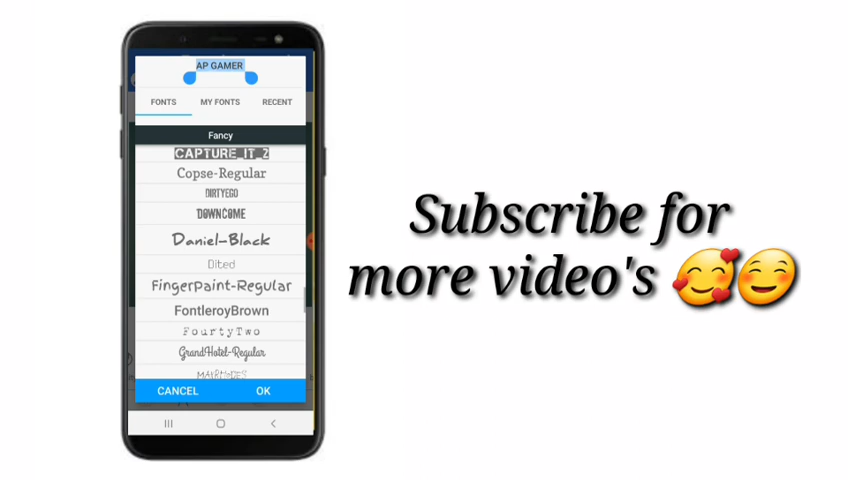 AP GAMER
FONTS MY FONTS RECENT
Fancy
CAPTURE_IT_2
Copse-Regular
DIRTYEGO
DOWNCOME
Daniel-Black
Dited
Fingerpaint-Regular
FontleroyBrown
FourtyTwo
GrandHotel-Regular
CANCEL OK
Subscribe for
more video's 🥰😊